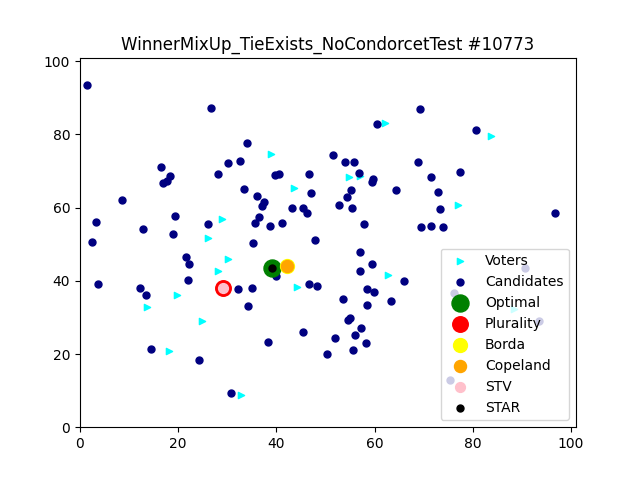 WinnerMixUp_TieExists_NoCondorcetTest #10773
100
80
60
40
20
0
0 20 40 60 80 100
Voters
Candidates
Optimal
Plurality
Borda
Copeland
STV
STAR